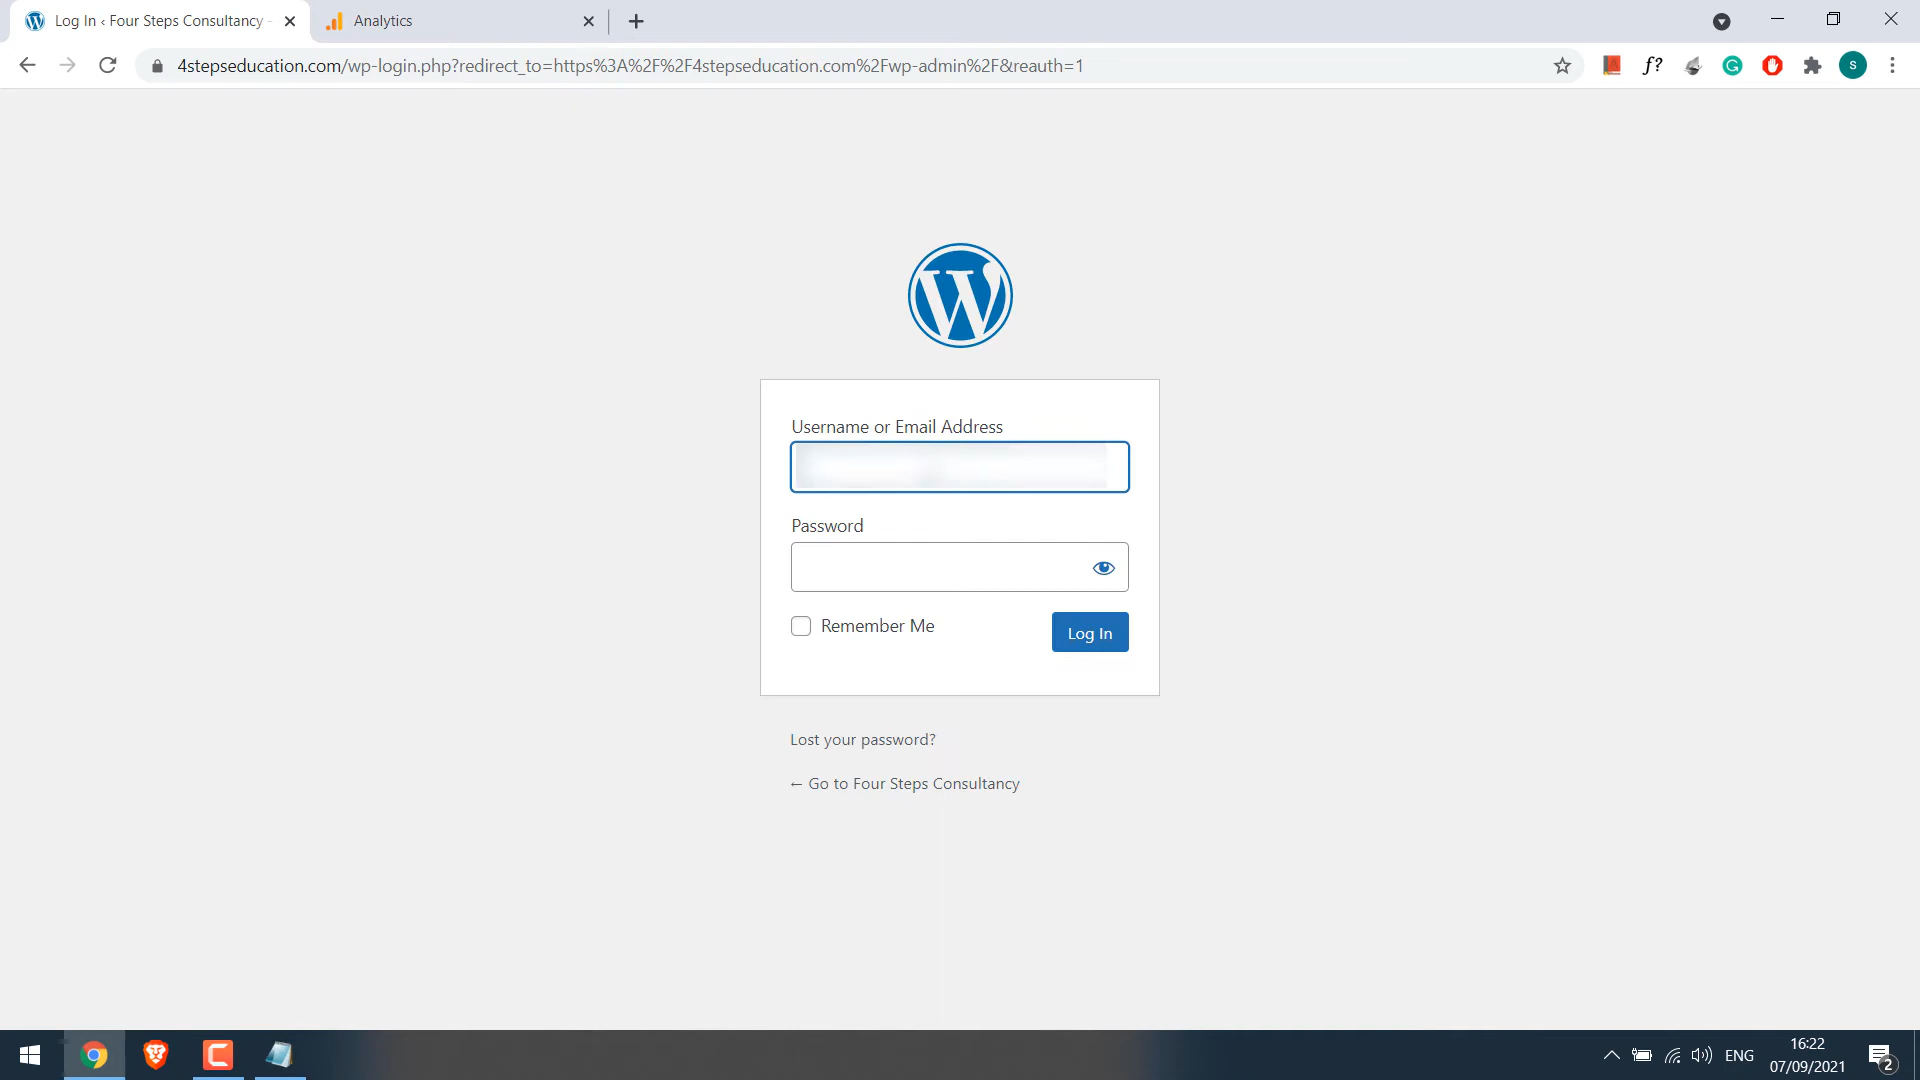 Log In ‹ Four Steps Consultancy -
Analytics
4stepseducation.com/wp-login.php?redirect_to=https%3A%2F%2F4stepseducation.com%2Fwp-admin%2F&reauth=1
f?
S
Username or Email Address
Password
Remember Me
Log In
Lost your password?
← Go to Four Steps Consultancy
ENG
16:22
07/09/2021
2